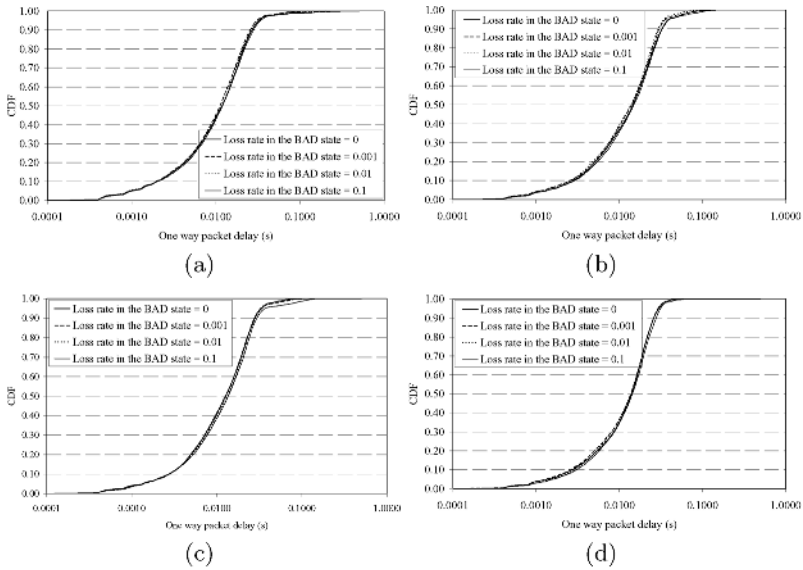 1.00
0.90
0.80
0.70
0.60
0.50
0.40
0.30
0.20
0.10
0.00
CDF
Loss rate in the BAD state = 0
Loss rate in the BAD state = 0.001
Loss rate in the BAD state = 0.01
Loss rate in the BAD state = 0.1
0.0001 0.0010 0.0100 0.1000 1.0000
One way packet delay (s)
(a)
1.00
0.90
0.80
0.70
0.60
0.50
0.40
0.30
0.20
0.10
0.00
CDF
Loss rate in the BAD state = 0
Loss rate in the BAD state = 0.001
Loss rate in the BAD state = 0.01
Loss rate in the BAD state = 0.1
0.0001 0.0010 0.0100 0.1000 1.0000
One way packet delay (s)
(b)
1.00
0.90
0.80
0.70
0.60
0.50
0.40
0.30
0.20
0.10
0.00
CDF
Loss rate in the BAD state = 0
Loss rate in the BAD state = 0.001
Loss rate in the BAD state = 0.01
Loss rate in the BAD state = 0.1
0.0001 0.0010 0.0100 0.1000 1.0000
One way packet delay (s)
(c)
1.00
0.90
0.80
0.70
0.60
0.50
0.40
0.30
0.20
0.10
0.00
CDF
Loss rate in the BAD state = 0
Loss rate in the BAD state = 0.001
Loss rate in the BAD state = 0.01
Loss rate in the BAD state = 0.1
0.0001 0.0010 0.0100 0.1000 1.0000
One way packet delay (s)
(d)